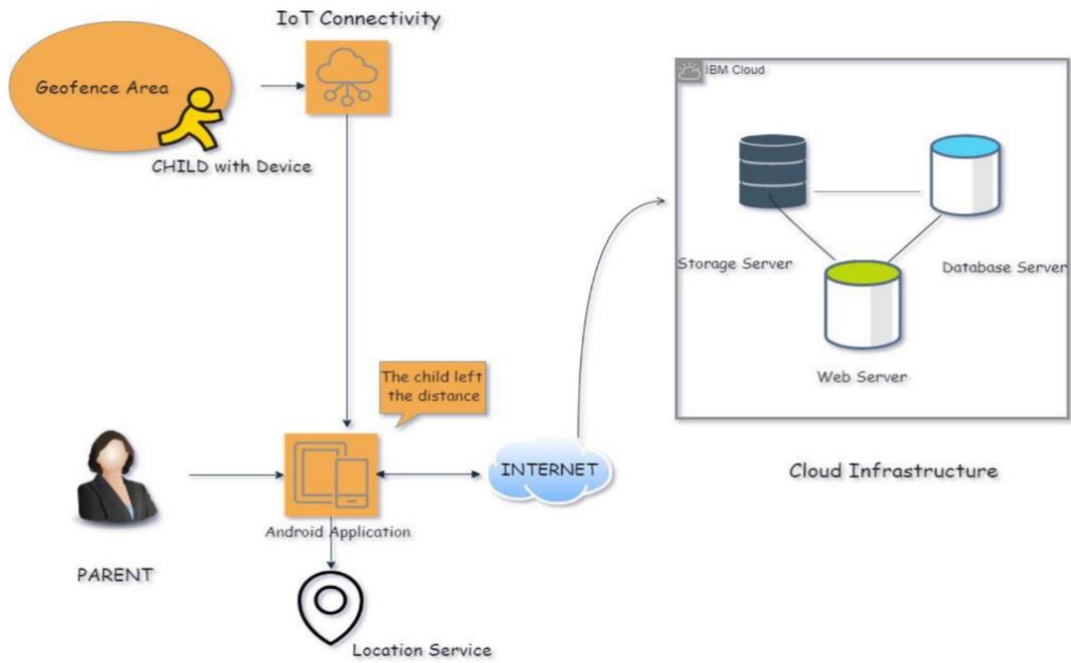 IoT Connectivity
Geofence Area
CHILD with Device
IBM Cloud
Storage Server
Database Server
Web Server
Cloud Infrastructure
The child left
the distance
INTERNET
Android Application
PARENT
Location Service